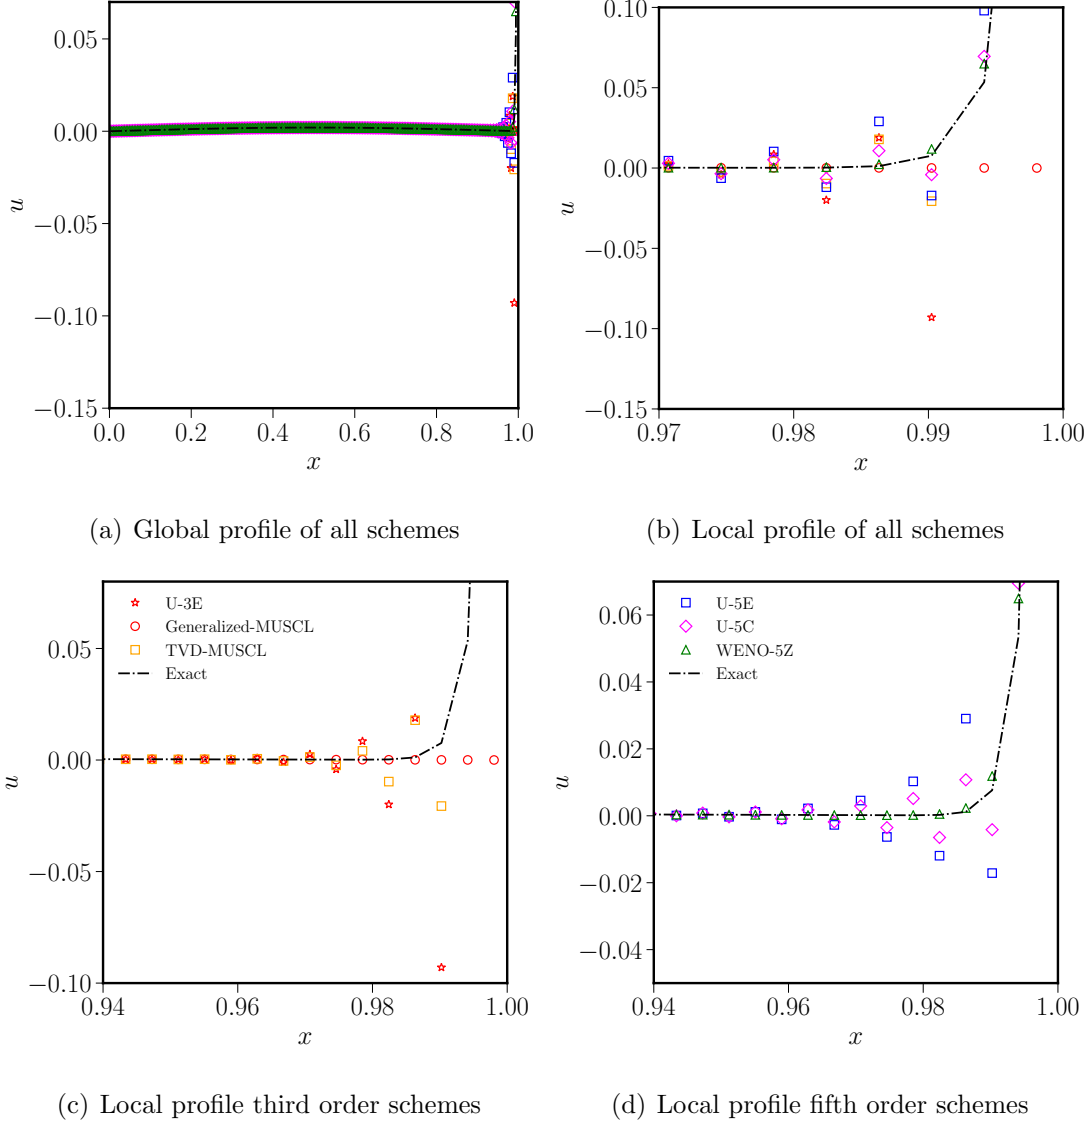 0.05
0.00
−0.05
−0.10
−0.15
u
0.0 0.2 0.4 0.6 0.8 1.0
x
(a) Global profile of all schemes
0.10
0.05
0.00
−0.05
−0.10
−0.15
u
0.97 0.98 0.99 1.00
x
(b) Local profile of all schemes
U-3E
Generalized-MUSCL
TVD-MUSCL
Exact
0.05
0.00
−0.05
−0.10
u
0.94 0.96 0.98 1.00
x
(c) Local profile third order schemes
U-5E
U-5C
WENO-5Z
Exact
0.06
0.04
0.02
0.00
−0.02
−0.04
u
0.94 0.96 0.98 1.00
x
(d) Local profile fifth order schemes